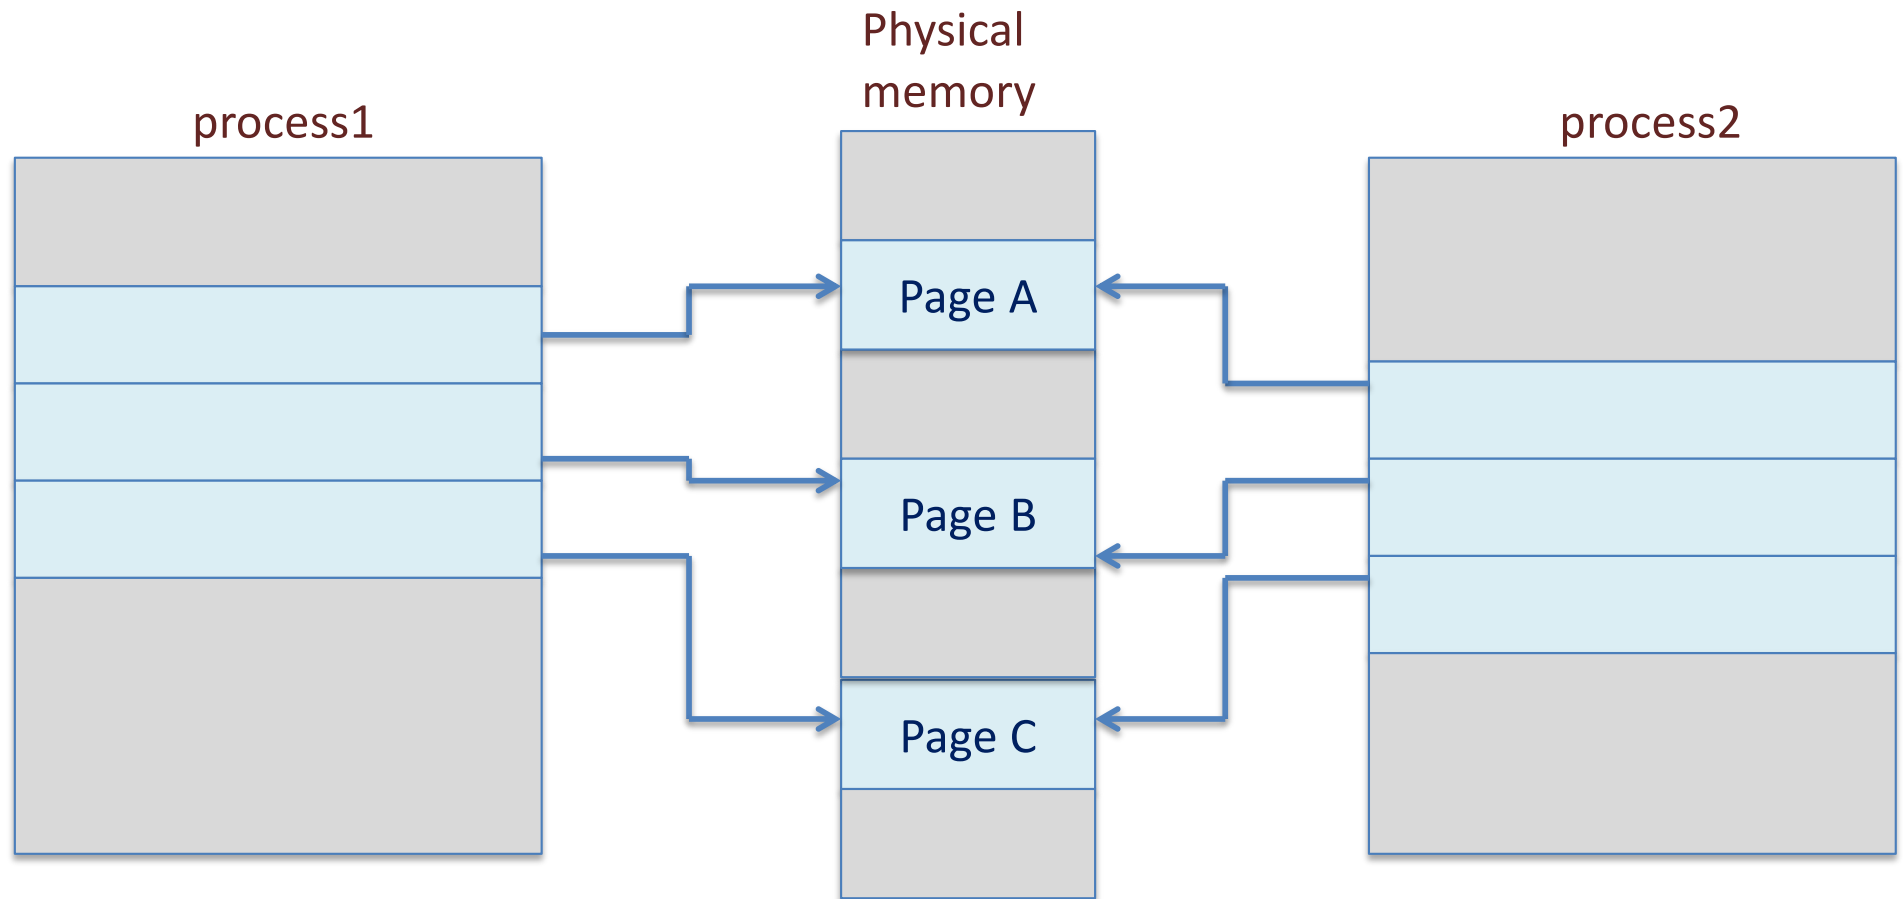 Physical
memory
process1
process2
Page A
Page B
Page C